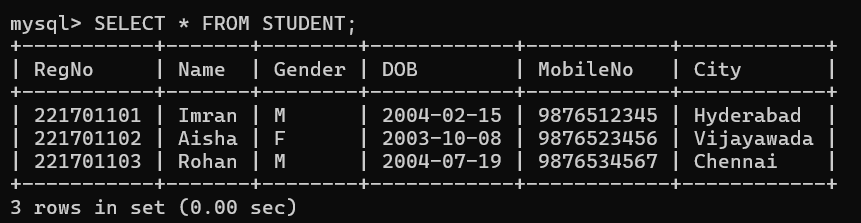 mysql> SELECT * FROM STUDENT;
+-----------+-------+--------+------------+------------+------------+
| RegNo     | Name  | Gender | DOB        | MobileNo   | City       |
+-----------+-------+--------+------------+------------+------------+
| 221701101 | Imran | M      | 2004-02-15 | 9876512345 | Hyderabad  |
| 221701102 | Aisha | F      | 2003-10-08 | 9876523456 | Vijayawada |
| 221701103 | Rohan | M      | 2004-07-19 | 9876534567 | Chennai    |
+-----------+-------+--------+------------+------------+------------+
3 rows in set (0.00 sec)